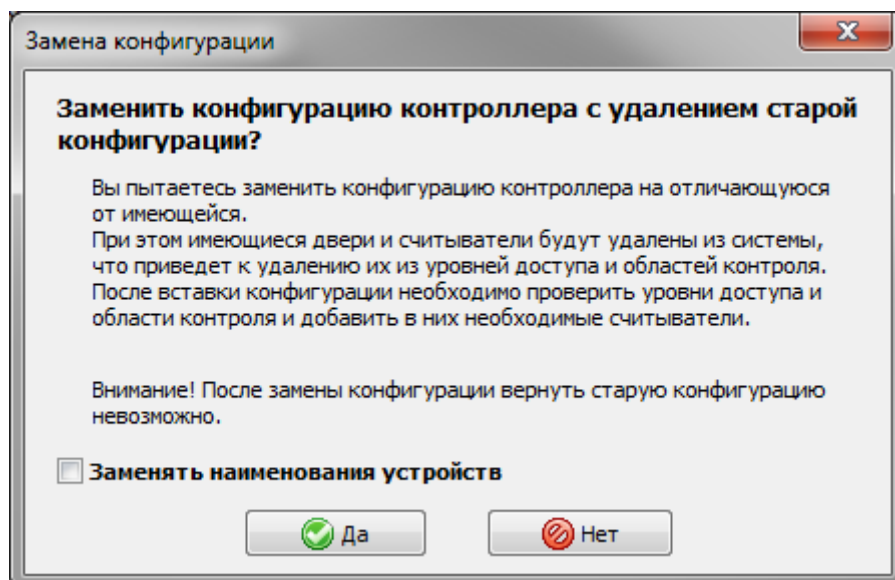 Замена конфигурации
Заменить конфигурацию контроллера с удалением старой
конфигурации?
Вы пытаетесь заменить конфигурацию контроллера на отличающуюся
от имеющейся.
При этом имеющиеся двери и считыватели будут удалены из системы,
что приведет к удалению их из уровней доступа и областей контроля.
После вставки конфигурации необходимо проверить уровни доступа и
области контроля и добавить в них необходимые считыватели.
Внимание! После замены конфигурации вернуть старую конфигурацию
невозможно.
Заменять наименования устройств
Да
Нет